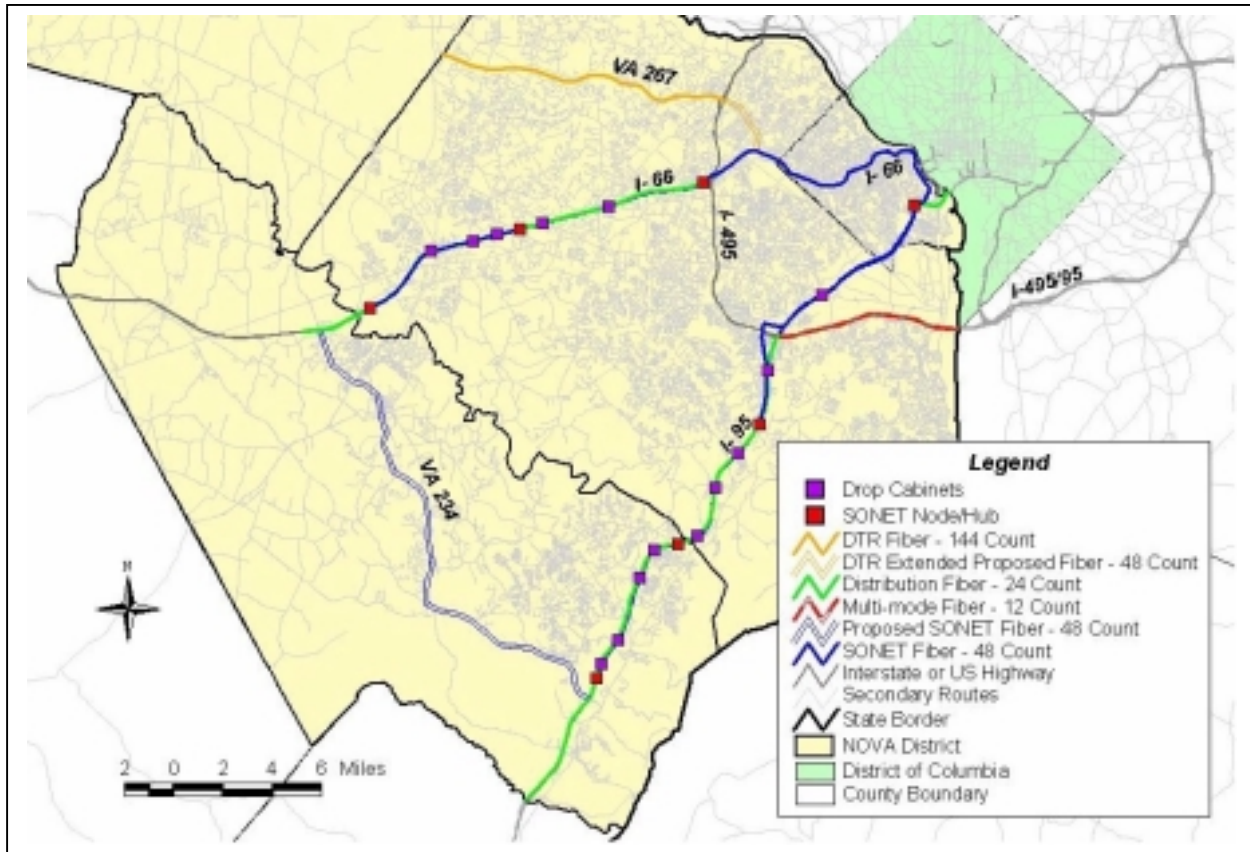 VA 267
I- 66
I- 66
I- 495
I-495/95
I- 95
VA 234
N
2 0 2 4 6 Miles
Legend
Drop Cabinets
SONET Node/Hub
DTR Fiber - 144 Count
DTR Extended Proposed Fiber - 48 Count
Distribution Fiber - 24 Count
Multi-mode Fiber - 12 Count
Proposed SONET Fiber - 48 Count
SONET Fiber - 48 Count
Interstate or US Highway
Secondary Routes
State Border
NOVA District
District of Columbia
County Boundary